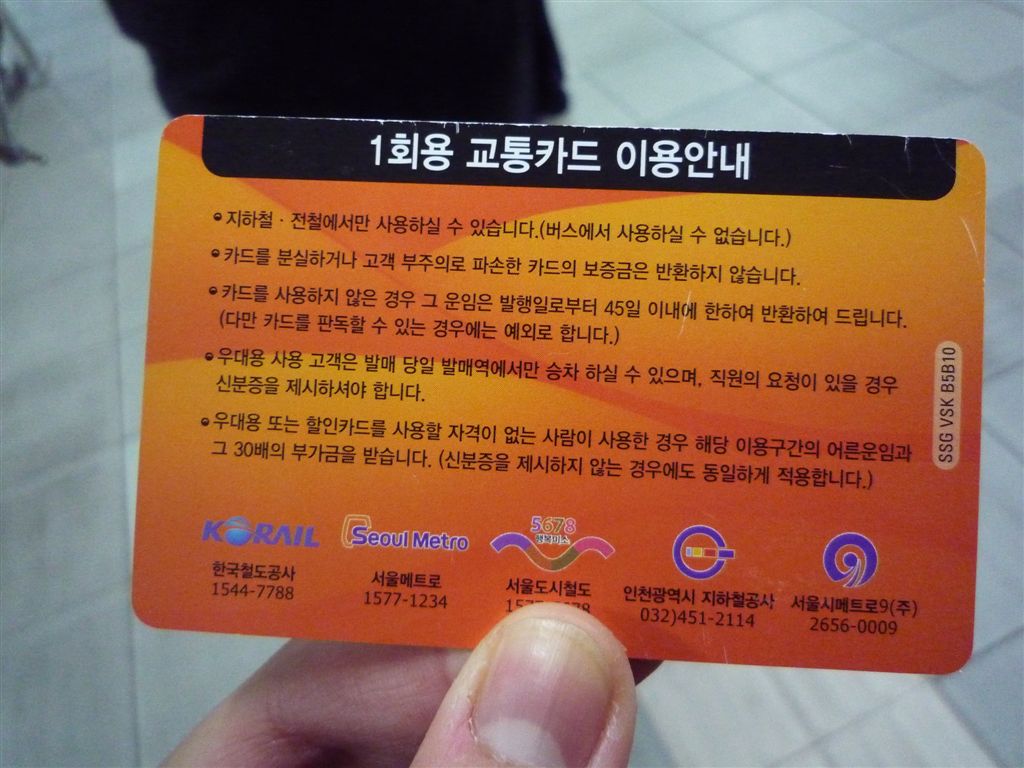 1회용 교통카드 이용안내
지하철 · 전철에서만 사용하실 수 있습니다.(버스에서 사용하실 수 없습니다.)
카드를 분실하거나 고객 부주의로 파손한 카드의 보증금은 반환하지 않습니다.
카드를 사용하지 않은 경우 그 운임은 발행일로부터 45일 이내에 한하여 반환하여 드립니다.
(다만 카드를 판독할 수 있는 경우에는 예외로 합니다.)
우대용 사용 고객은 발매 당일 발매역에서만 승차 하실 수 있으며, 직원의 요청이 있을 경우
신분증을 제시하셔야 합니다.
우대용 또는 할인카드를 사용할 자격이 없는 사람이 사용한 경우 해당 이용구간의 어른운임과
그 30배의 부가금을 받습니다. (신분증을 제시하지 않는 경우에도 동일하게 적용합니다.)
SSG VSK B5B10
KORAIL
한국철도공사
1544-7788
Seoul Metro
서울메트로
1577-1234
5678
행복미소
서울도시철도
인천광역시 지하철공사
032)451-2114
9
서울시메트로9(주)
2656-0009